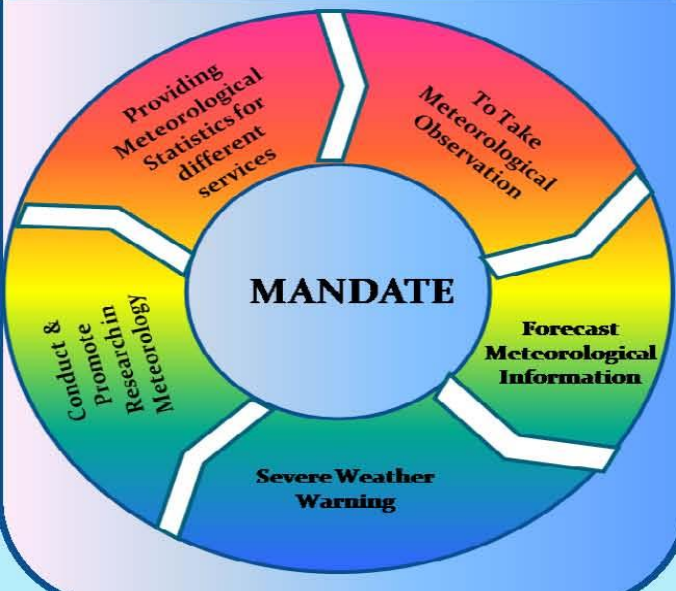 MANDATE
To Take
Meteorological
Observation
Forecast
Meteorological
Information
Severe Weather
Warning
Conduct &
Promote
Research in
Meteorology
Providing
Meteorological
Statistics for
different
services